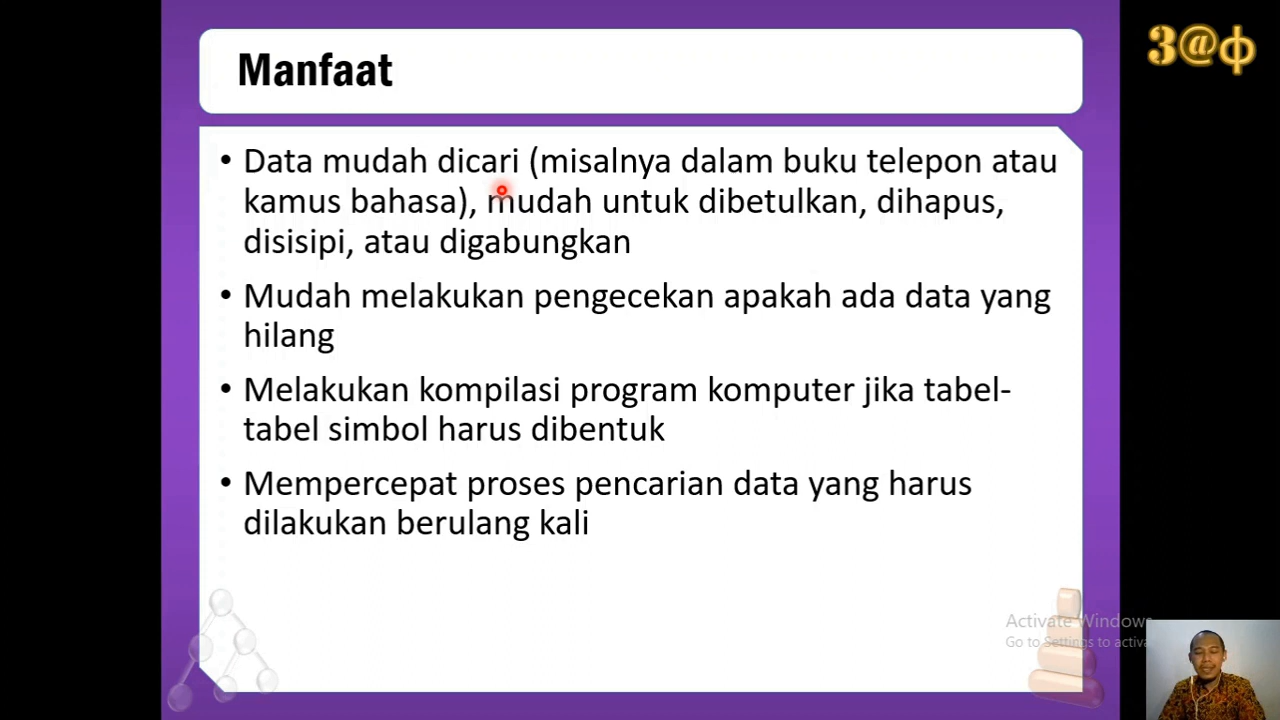 Manfaat
3@ф
• Data mudah dicari (misalnya dalam buku telepon atau
kamus bahasa), mudah untuk dibetulkan, dihapus,
disisipi, atau digabungkan
• Mudah melakukan pengecekan apakah ada data yang
hilang
• Melakukan kompilasi program komputer jika tabel-
tabel simbol harus dibentuk
• Mempercepat proses pencarian data yang harus
dilakukan berulang kali
Activate Windows
Go to Settings to activa